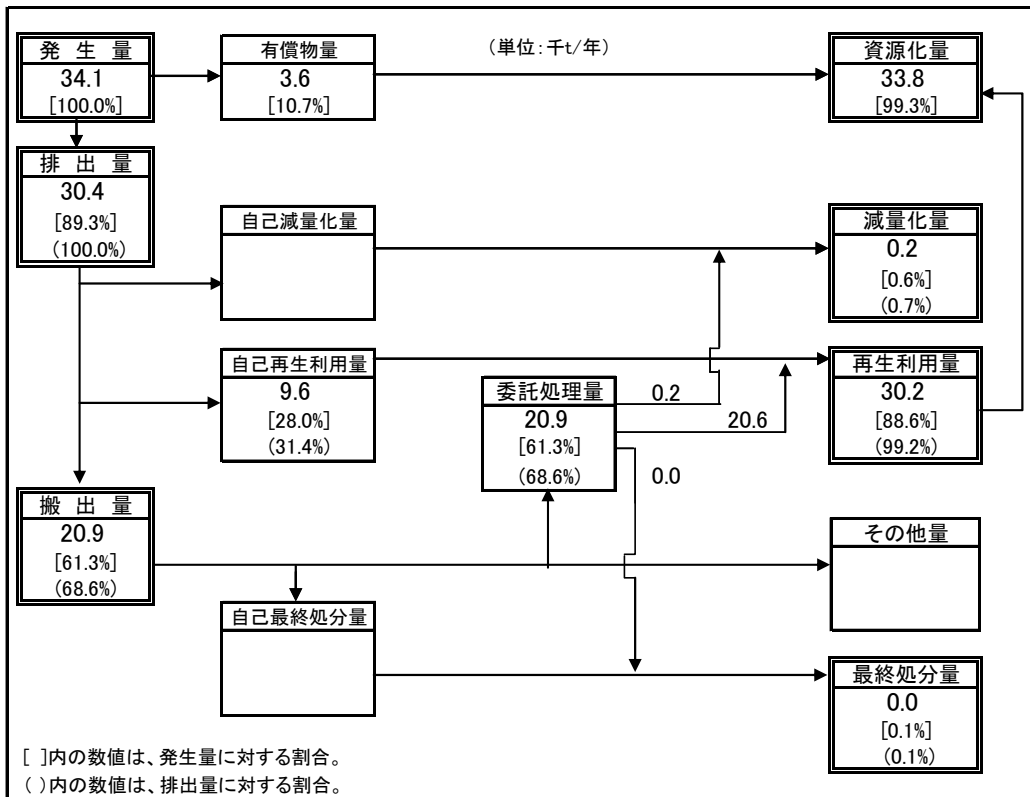 発 生 量
34.1
[100.0%]
有償物量
3.6
[10.7%]
(単位:千t/年)
資源化量
33.8
[99.3%]
排 出 量
30.4
[89.3%]
(100.0%)
自己減量化量
減量化量
0.2
[0.6%]
(0.7%)
自己再生利用量
9.6
[28.0%]
(31.4%)
委託処理量
20.9
[61.3%]
(68.6%)
0.2
20.6
0.0
再生利用量
30.2
[88.6%]
(99.2%)
搬 出 量
20.9
[61.3%]
(68.6%)
その他量
自己最終処分量
最終処分量
0.0
[0.1%]
(0.1%)
[ ]内の数値は、発生量に対する割合。
( )内の数値は、排出量に対する割合。